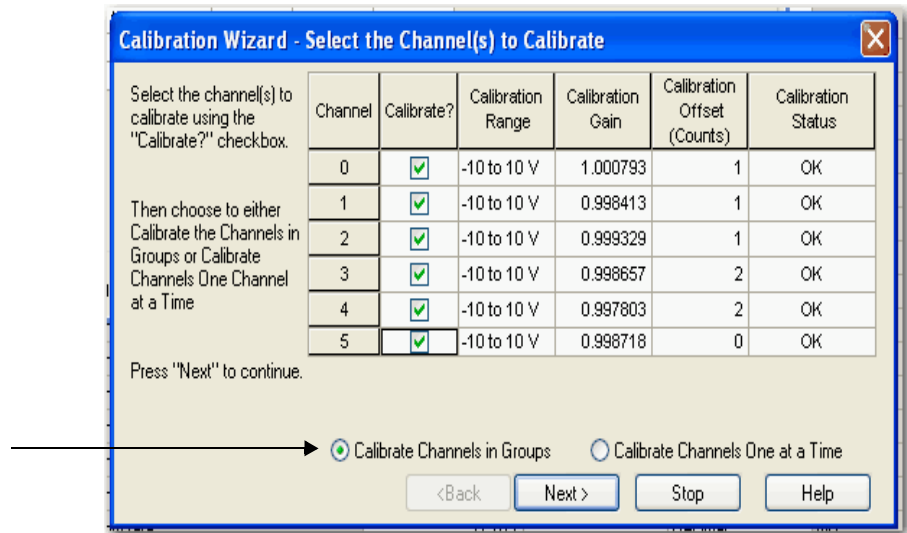 Calibration Wizard - Select the Channel(s) to Calibrate
Select the channel(s) to
calibrate using the
"Calibrate?" checkbox.
Then choose to either
Calibrate the Channels in
Groups or Calibrate
Channels One Channel
at a Time
Press "Next" to continue.
Channel Calibrate? Calibration Range Calibration Gain Calibration Offset (Counts) Calibration Status
0 -10 to 10 V 1.000793 1 OK
1 -10 to 10 V 0.998413 1 OK
2 -10 to 10 V 0.999329 1 OK
3 -10 to 10 V 0.998657 2 OK
4 -10 to 10 V 0.997803 2 OK
5 -10 to 10 V 0.998718 0 OK
Calibrate Channels in Groups Calibrate Channels One at a Time
<Back Next > Stop Help